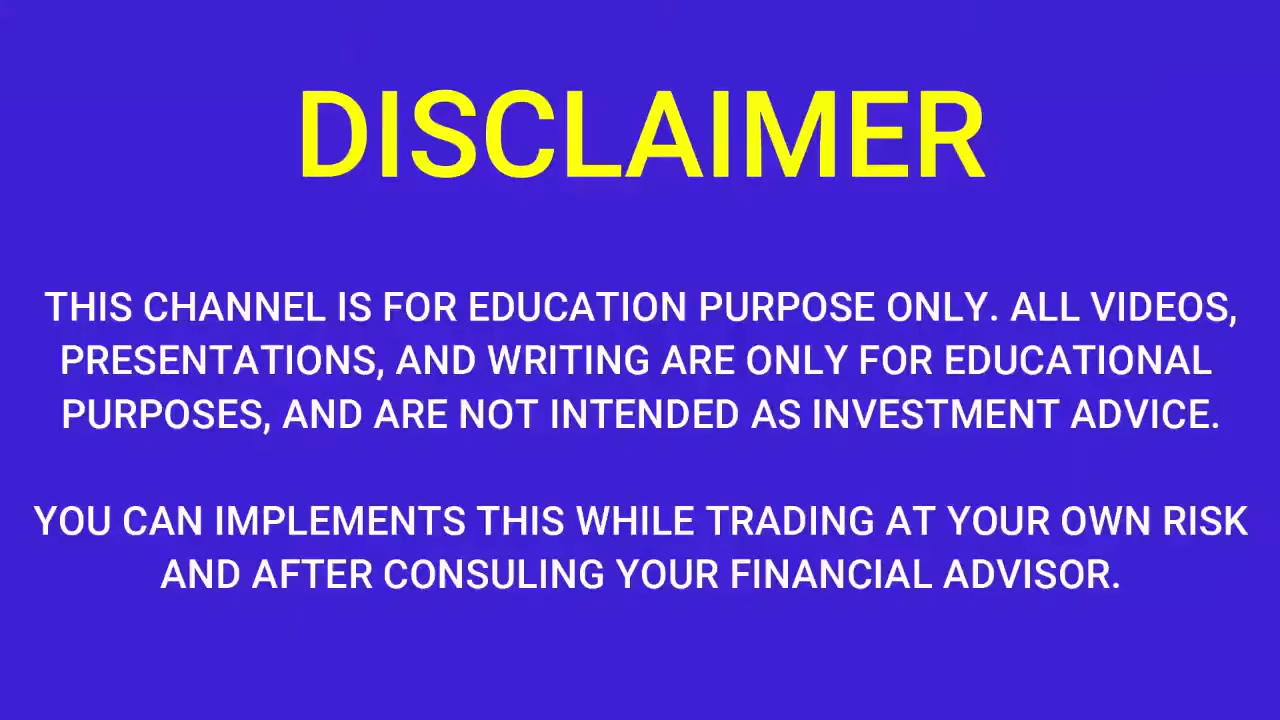 DISCLAIMER
THIS CHANNEL IS FOR EDUCATION PURPOSE ONLY. ALL VIDEOS,
PRESENTATIONS, AND WRITING ARE ONLY FOR EDUCATIONAL
PURPOSES, AND ARE NOT INTENDED AS INVESTMENT ADVICE.
YOU CAN IMPLEMENTS THIS WHILE TRADING AT YOUR OWN RISK
AND AFTER CONSULING YOUR FINANCIAL ADVISOR.